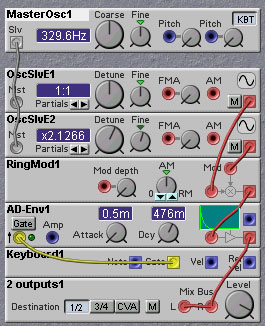 MasterOsc1 Coarse Fine Pitch Pitch KBT
Slv 329.6Hz
OscSlvE1 Detune Fine FMA AM
1:1
Mst Partials M
OscSlvE2 Detune Fine FMA AM
x2.1266
Mst Partials M
RingMod1 Mod depth AM Mod
0 RM
AD-Env1 0.5m 476m
Gate Amp Attack Dcy
Keyboard1 Note Gate Vel Rel vel
2 outputs1 Mix Bus Level
Destination 1/2 3/4 CVA M L R